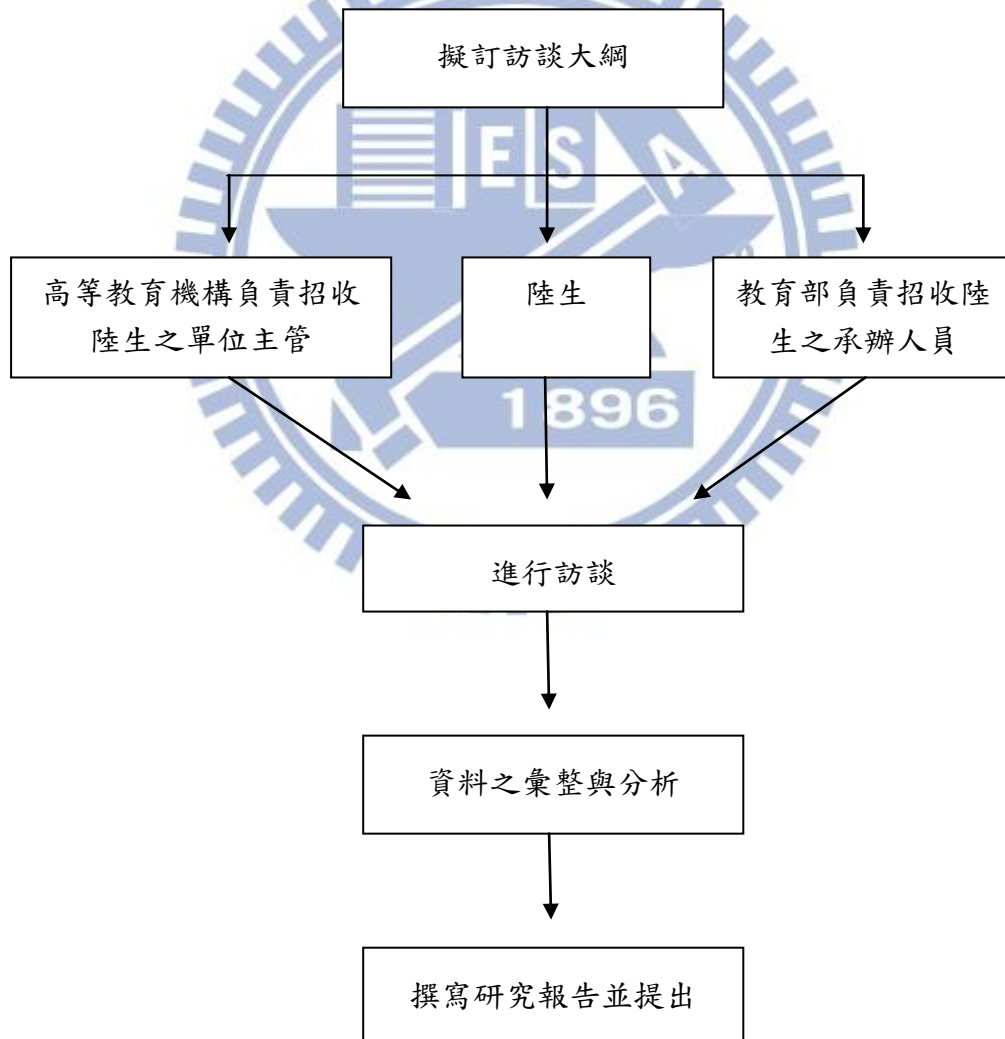 擬訂訪談大綱
ESA
高等教育機構負責招收
陸生之單位主管
陸生
教育部負責招收陸
生之承辦人員
1896
進行訪談
資料之彙整與分析
撰寫研究報告並提出